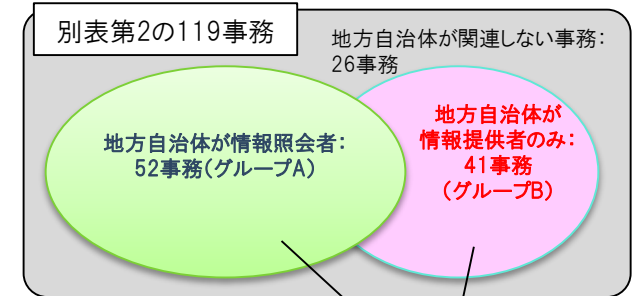 別表第2の119事務
地方自治体が関連しない事務：
26事務
地方自治体が情報照会者：
52事務（グループA）
地方自治体が
情報提供者のみ：
41事務
（グループB）